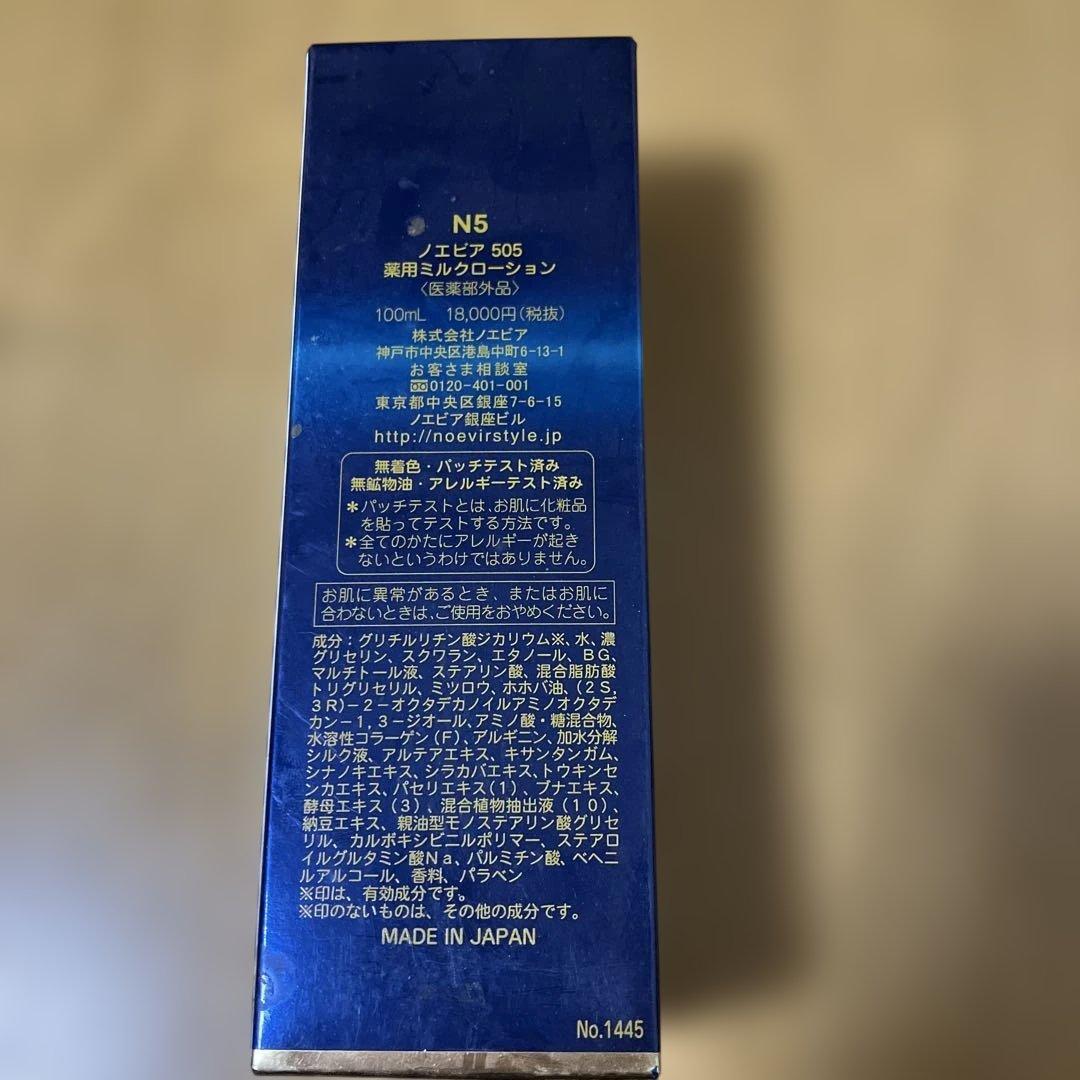 N5
ノエビア 505
薬用ミルクローション
〈医薬部外品〉
100mL 18,000円(税抜)
株式会社ノエビア
神戸市中央区港島中町6-13-1
お客さま相談室
0120-401-001
東京都中央区銀座7-6-15
ノエビア銀座ビル
http://noevirstyle.jp
無着色・パッチテスト済み
無鉱物油・アレルギーテスト済み
＊パッチテストとは、お肌に化粧品
を貼ってテストする方法です。
＊全てのかたにアレルギーが起き
ないというわけではありません。
お肌に異常があるとき、またはお肌に
合わないときは、ご使用をおやめください。
成分：グリチルリチン酸ジカリウム※、水、濃
グリセリン、スクワラン、エタノール、ＢＧ、
マルチトール液、ステアリン酸、混合脂肪酸
トリグリセリル、ミツロウ、ホホバ油、（２Ｓ，
３Ｒ）－２－オクタデカノイルアミノオクタデ
カン－１，３－ジオール、アミノ酸・糖混合物、
水溶性コラーゲン（Ｆ）、アルギニン、加水分解
シルク液、アルテアエキス、キサンタンガム、
シナノキエキス、シラカバエキス、トウキンセ
ンカエキス、パセリエキス（１）、ブナエキス、
酵母エキス（３）、混合植物抽出液（１０）、
納豆エキス、親油型モノステアリン酸グリセ
リル、カルボキシビニルポリマー、ステアロ
イルグルタミン酸Ｎａ、パルミチン酸、ベヘニ
ルアルコール、香料、パラベン
※印は、有効成分です。
※印のないものは、その他の成分です。
MADE IN JAPAN
No.1445